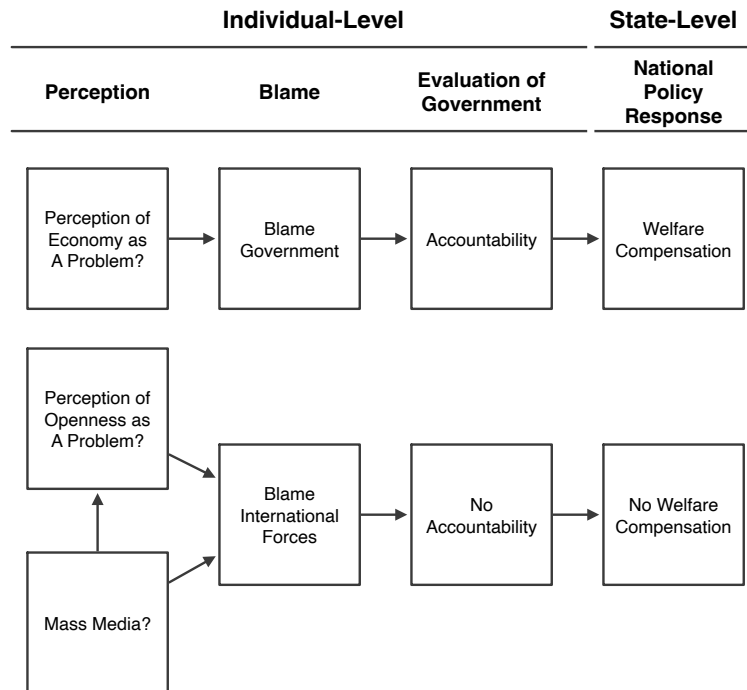 Individual-Level
State-Level
Perception
Blame
Evaluation of
Government
National
Policy
Response
Perception of
Economy as
A Problem?
Blame
Government
Accountability
Welfare
Compensation
Perception of
Openness as
A Problem?
Blame
International
Forces
No
Accountability
No Welfare
Compensation
Mass Media?